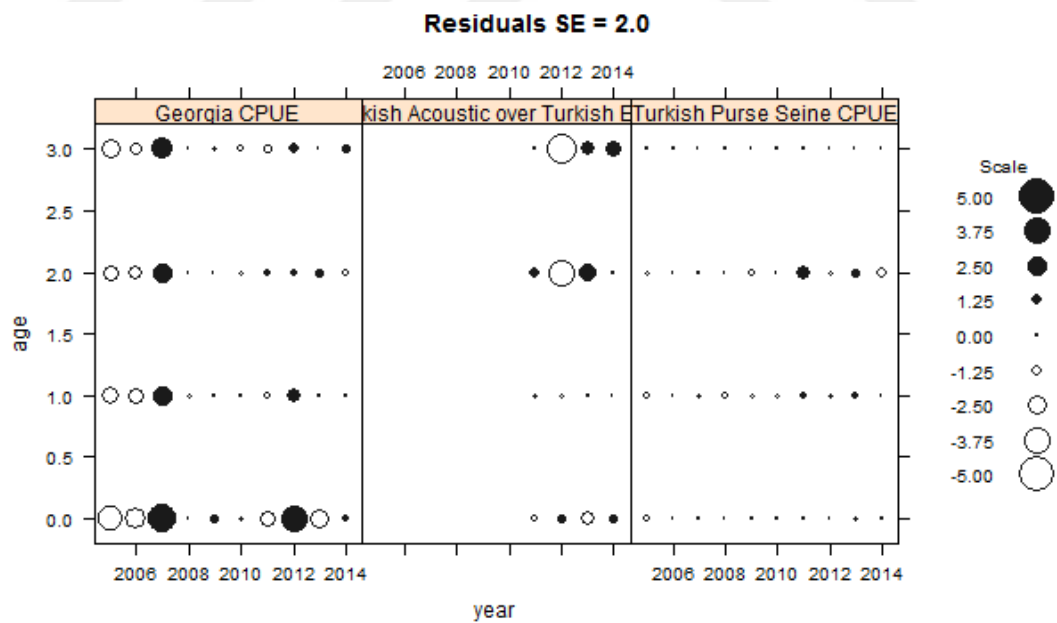 Residuals SE = 2.0
2006 2008 2010 2012 2014
Georgia CPUE
kish Acoustic over Turkish E
Turkish Purse Seine CPUE
3.0
2.5
2.0
1.5
1.0
0.5
0.0
age
2006 2008 2010 2012 2014
2006 2008 2010 2012 2014
year
Scale
5.00
3.75
2.50
1.25
0.00
-1.25
-2.50
-3.75
-5.00